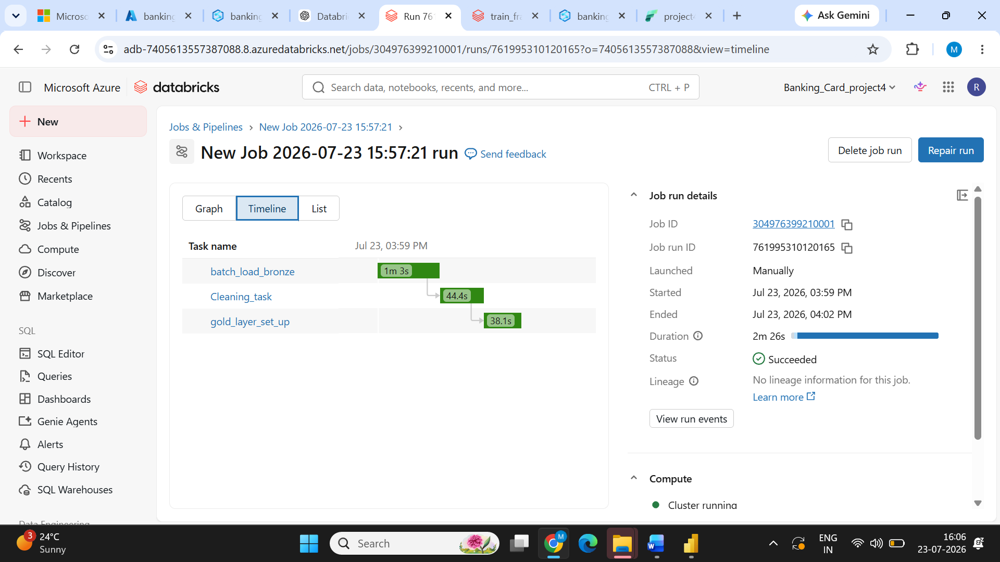 Microso
banking
banking
Databri
Run 76
train_fra
banking
project4
Ask Gemini
adb-7405613557387088.8.azuredatabricks.net/jobs/304976399210001/runs/761995310120165?o=7405613557387088&view=timeline
M
Microsoft Azure
databricks
Search data, notebooks, recents, and more...
CTRL + P
Banking_Card_project4
R
New
Workspace
Recents
Catalog
Jobs & Pipelines
Compute
Discover
Marketplace
SQL
SQL Editor
Queries
Dashboards
Genie Agents
Alerts
Query History
SQL Warehouses
Data Engineering
Jobs & Pipelines › New Job 2026-07-23 15:57:21 ›
New Job 2026-07-23 15:57:21 run
Send feedback
Delete job run
Repair run
Graph
Timeline
List
Task name
Jul 23, 03:59 PM
batch_load_bronze
1m 3s
Cleaning_task
44.4s
gold_layer_set_up
38.1s
Job run details
Job ID
304976399210001
Job run ID
761995310120165
Launched
Manually
Started
Jul 23, 2026, 03:59 PM
Ended
Jul 23, 2026, 04:02 PM
Duration
2m 26s
Status
Succeeded
Lineage
No lineage information for this job.
Learn more
View run events
Compute
Cluster running
3
24°C
Sunny
Search
M
ENG
IN
16:06
23-07-2026